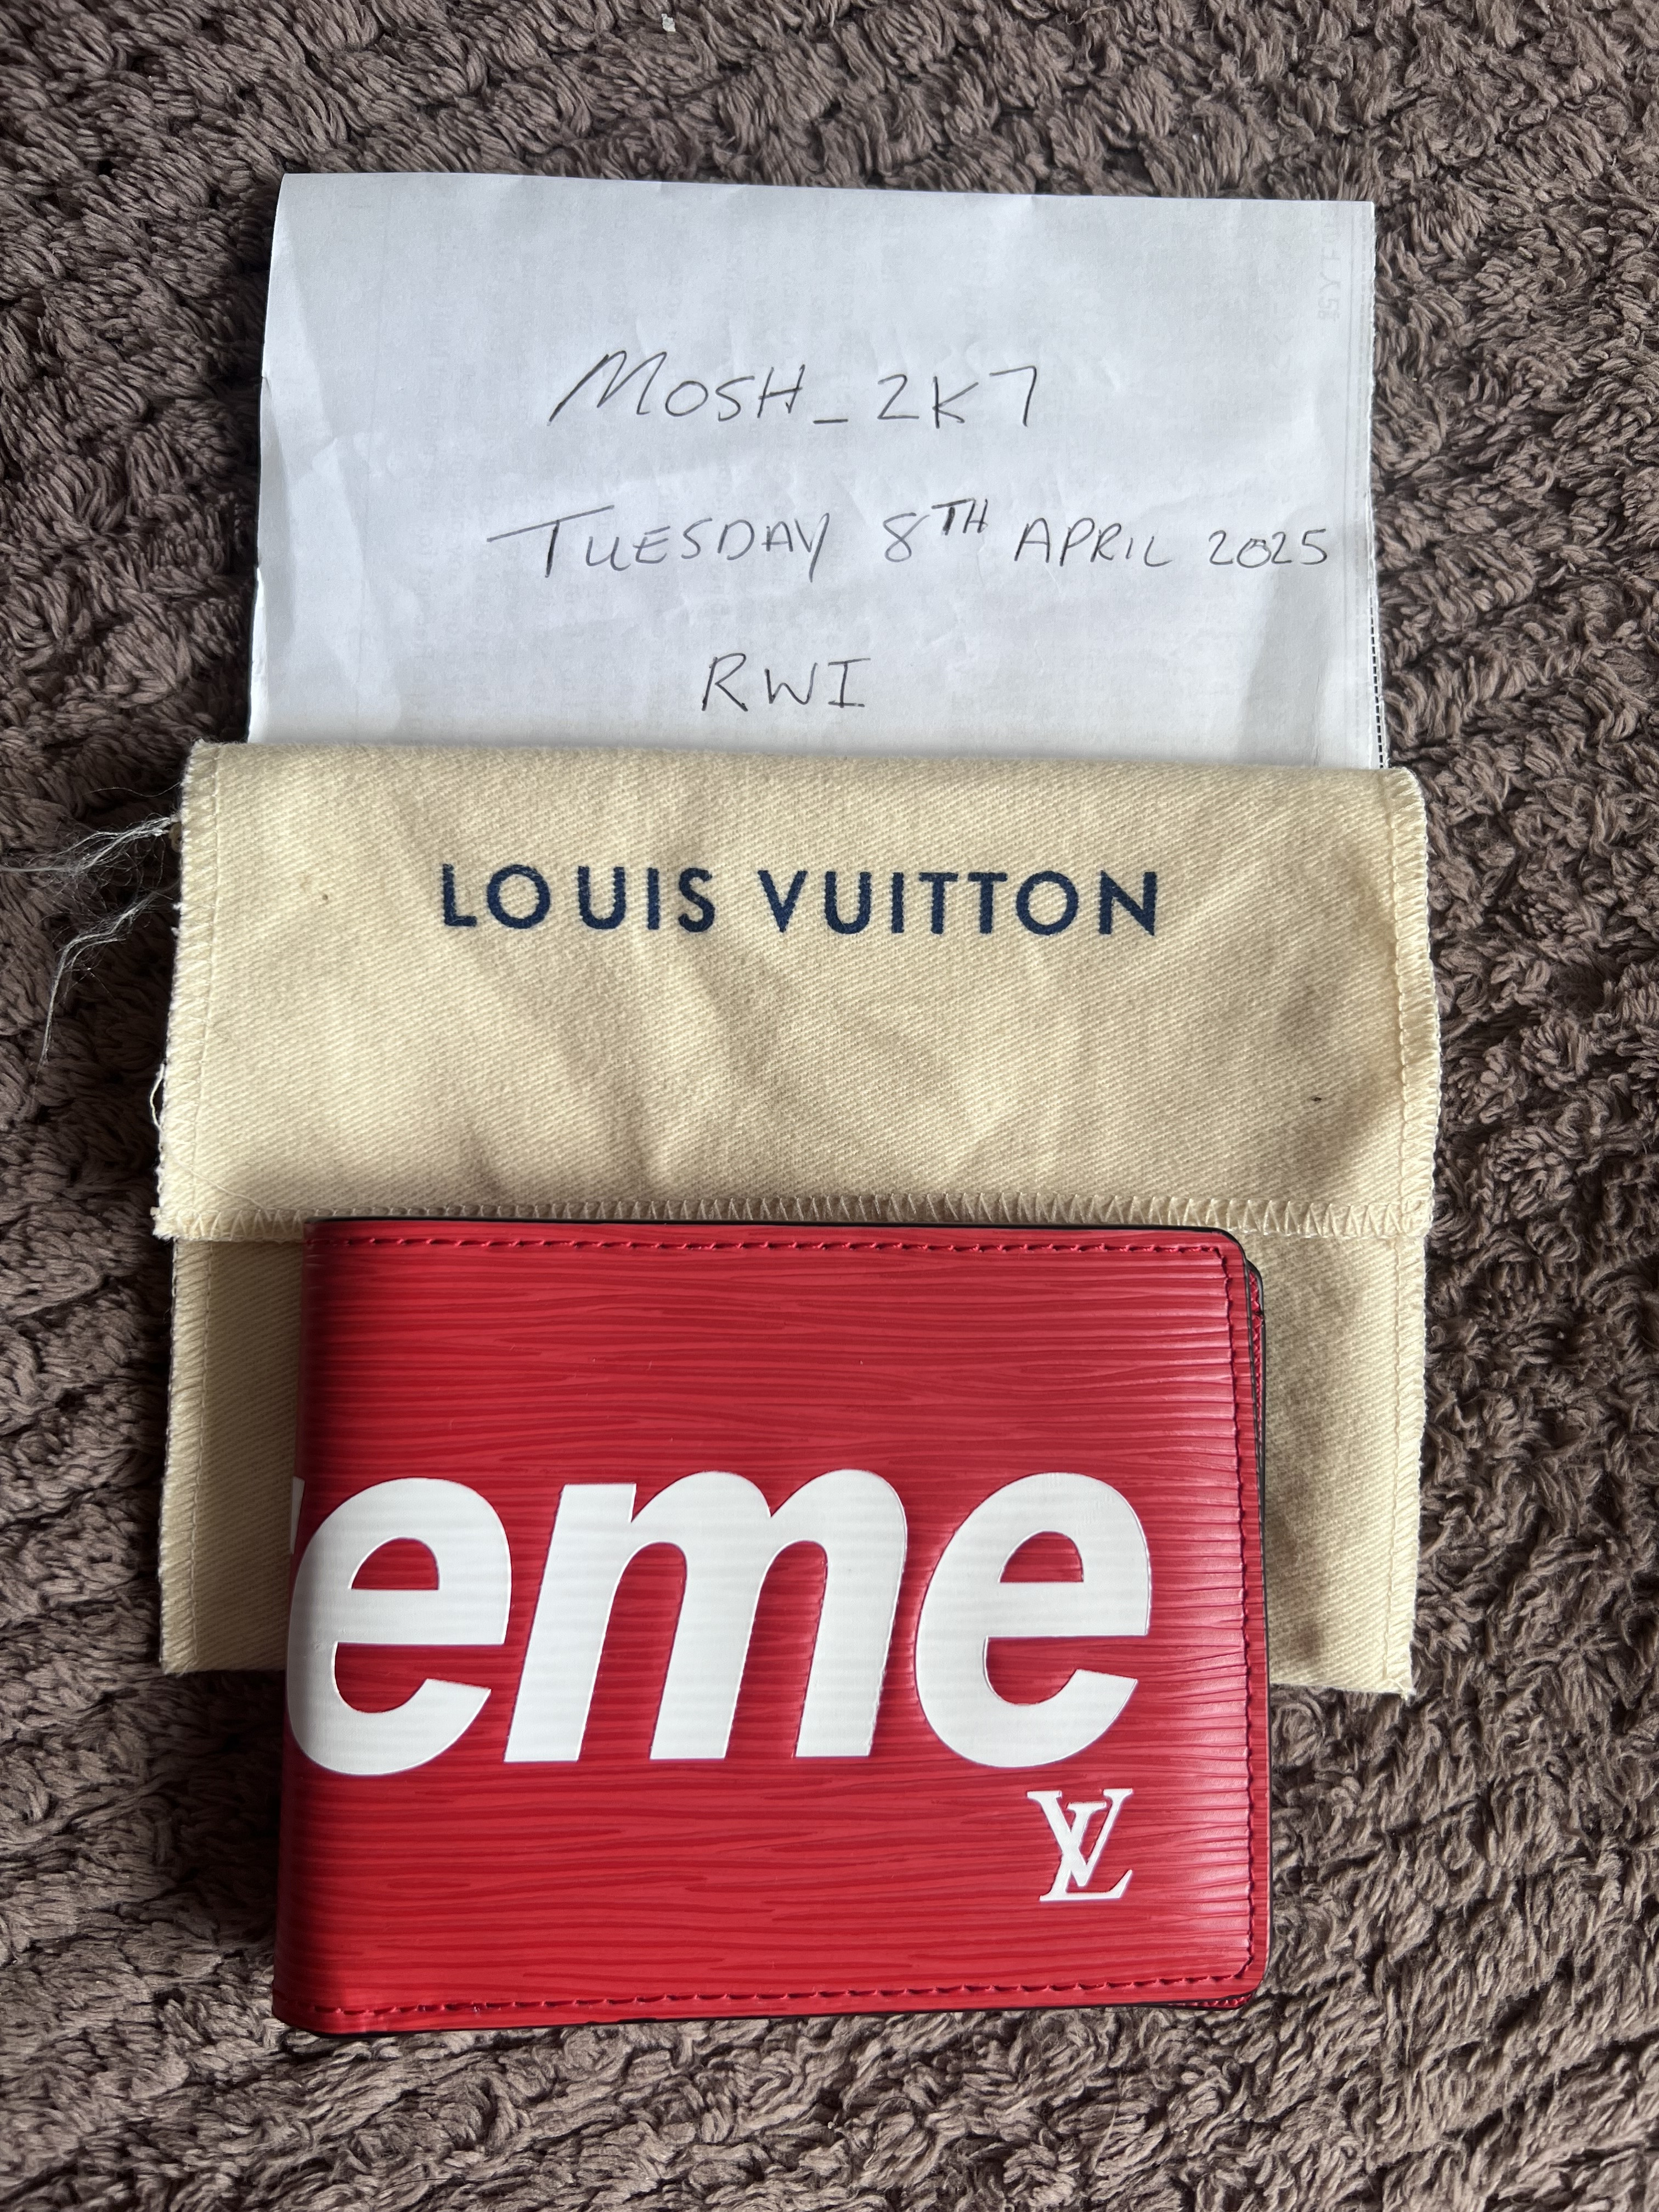 MOSH_2K7
TUESDAY 8TH APRIL 2025
RWI
LOUIS VUITTON
eme
LV